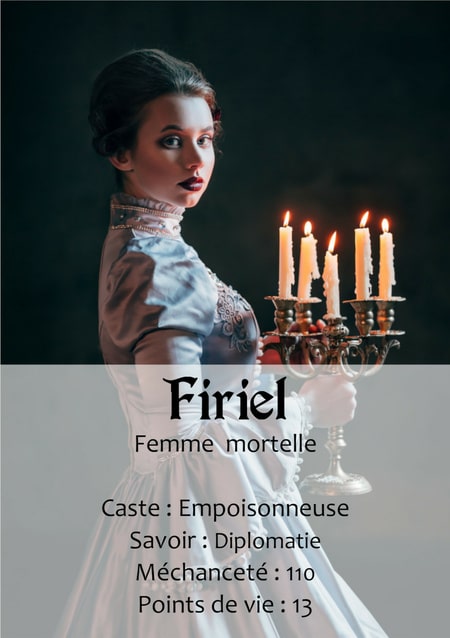 Firiel
Femme mortelle
Caste : Empoisonneuse
Savoir : Diplomatie
Méchanceté : 110
Points de vie : 13